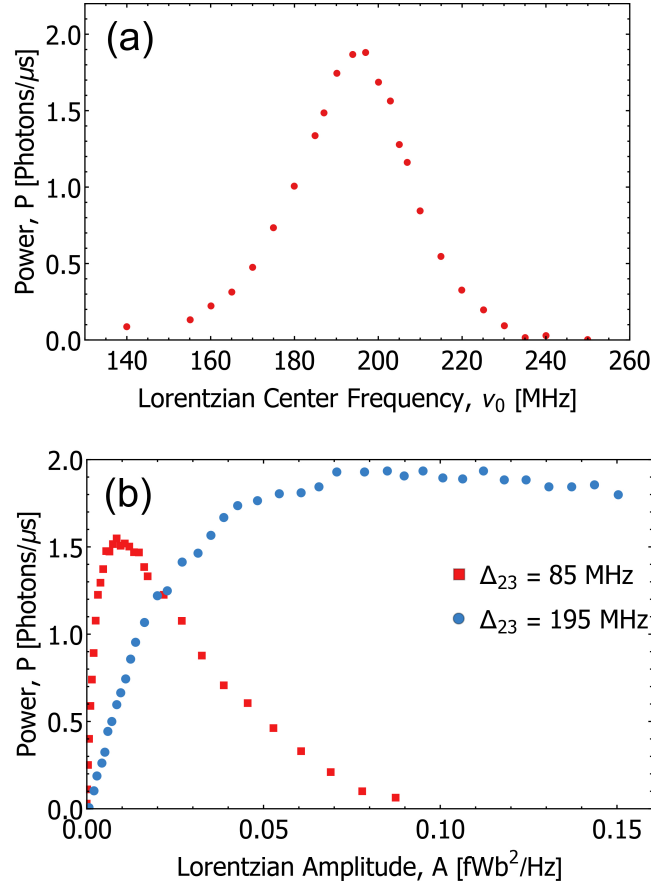 (a)
Power, P [Photons/μs]
2.0
1.5
1.0
0.5
0.0
140 160 180 200 220 240 260
Lorentzian Center Frequency, ν₀ [MHz]
(b)
Power, P [Photons/μs]
2.0
1.5
1.0
0.5
0.0
Δ₂₃ = 85 MHz
Δ₂₃ = 195 MHz
0.00 0.05 0.10 0.15
Lorentzian Amplitude, A [fWb²/Hz]